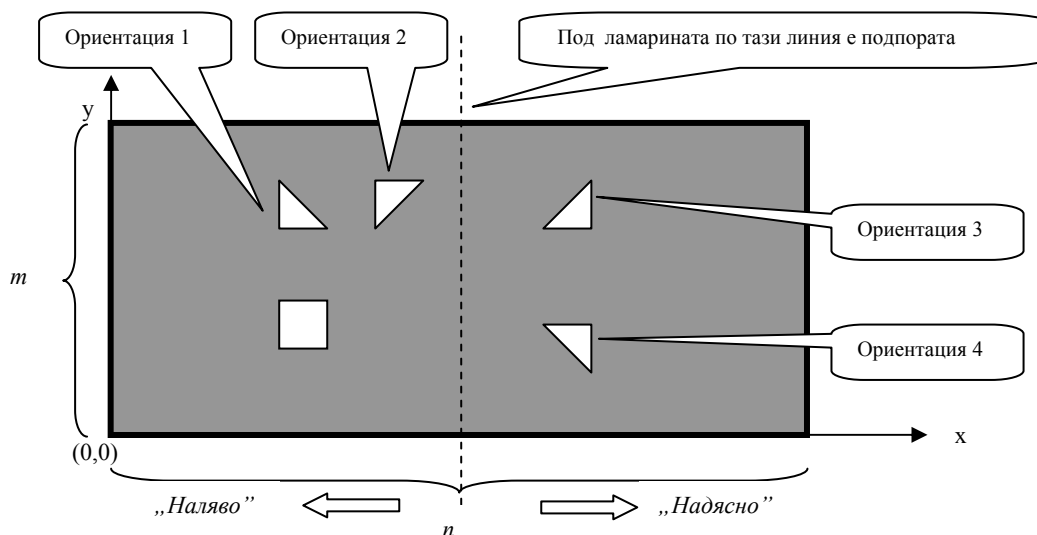 Ориентация 1
Ориентация 2
Под ламарината по тази линия е подпората
y
Ориентация 3
m
Ориентация 4
(0,0)
x
„Наляво”
„Надясно”
n